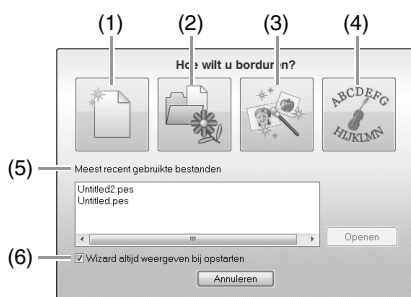 (1) (2) (3) (4)
Hoe wilt u borduren?
ABCDEFG
HIJKLMN
(5) Meest recent gebruikte bestanden
Untitled2.pes
Untitled.pes
Openen
(6) Wizard altijd weergeven bij opstarten
Annuleren